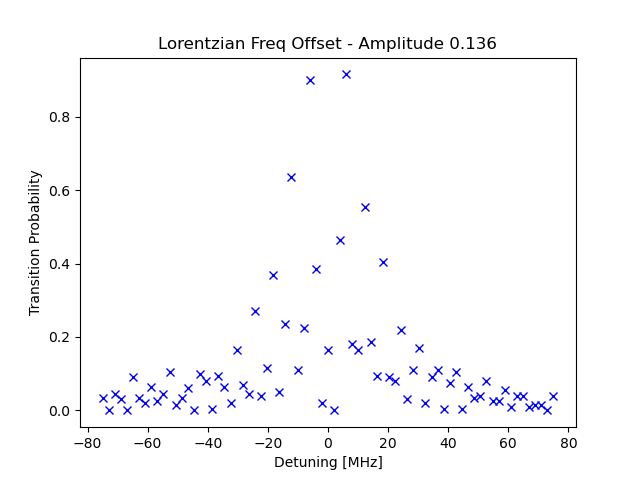 Lorentzian Freq Offset - Amplitude 0.136
Transition Probability
0.8
0.6
0.4
0.2
0.0
−80 −60 −40 −20 0 20 40 60 80
Detuning [MHz]